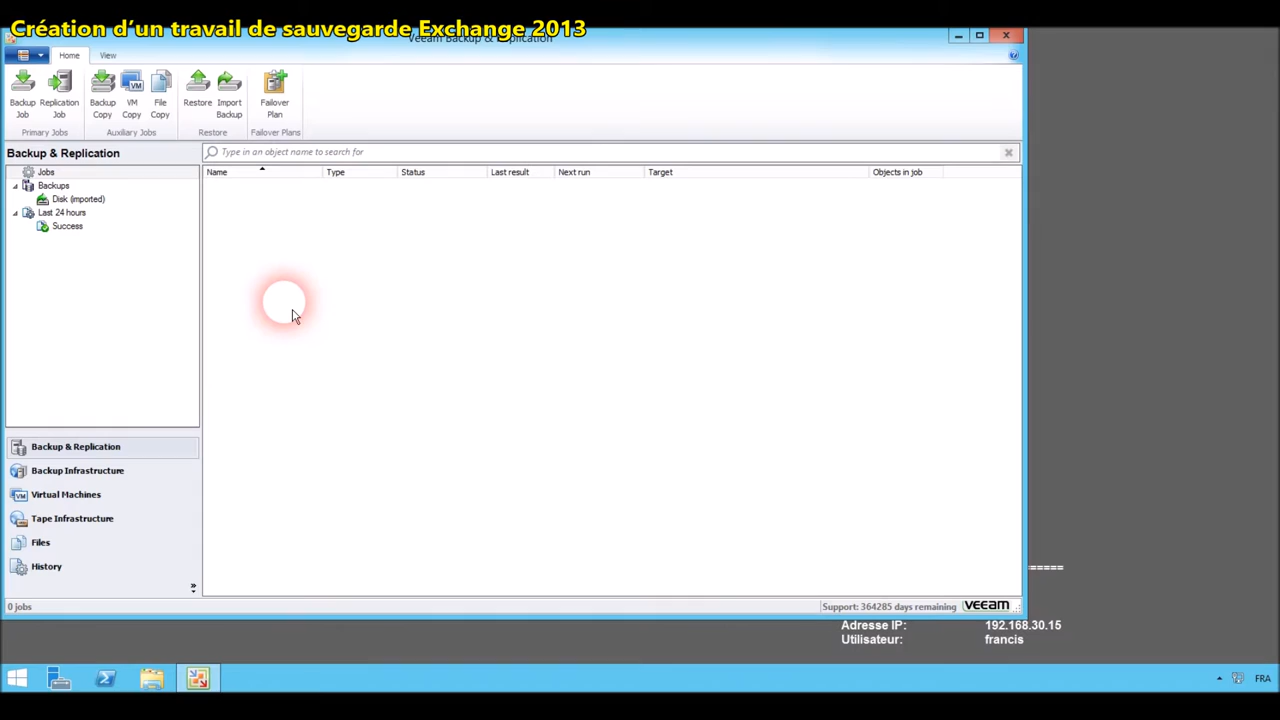 Création d'un travail de sauvegarde Exchange 2013
Veeam Backup & Replication
Home View
Backup Job
Replication Job
Primary Jobs
Backup Copy
VM Copy
File Copy
Auxiliary Jobs
Restore
Import Backup
Restore
Failover Plan
Failover Plans
Backup & Replication
Type in an object name to search for
Jobs
Backups
Disk (imported)
Last 24 hours
Success
Name Type Status Last result Next run Target Objects in job
Backup & Replication
Backup Infrastructure
Virtual Machines
Tape Infrastructure
Files
History
»
0 jobs
Support: 364285 days remaining veeam
=====
Adresse IP: 192.168.30.15
Utilisateur: francis
FRA